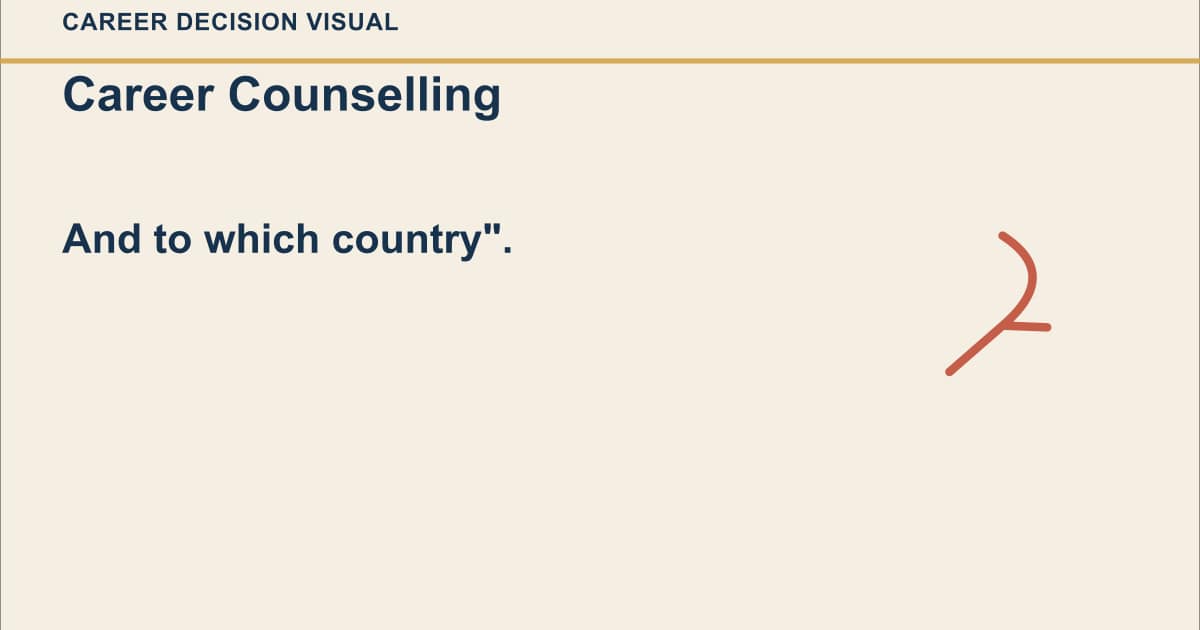 CAREER DECISION VISUAL
Career Counselling
And to which country".